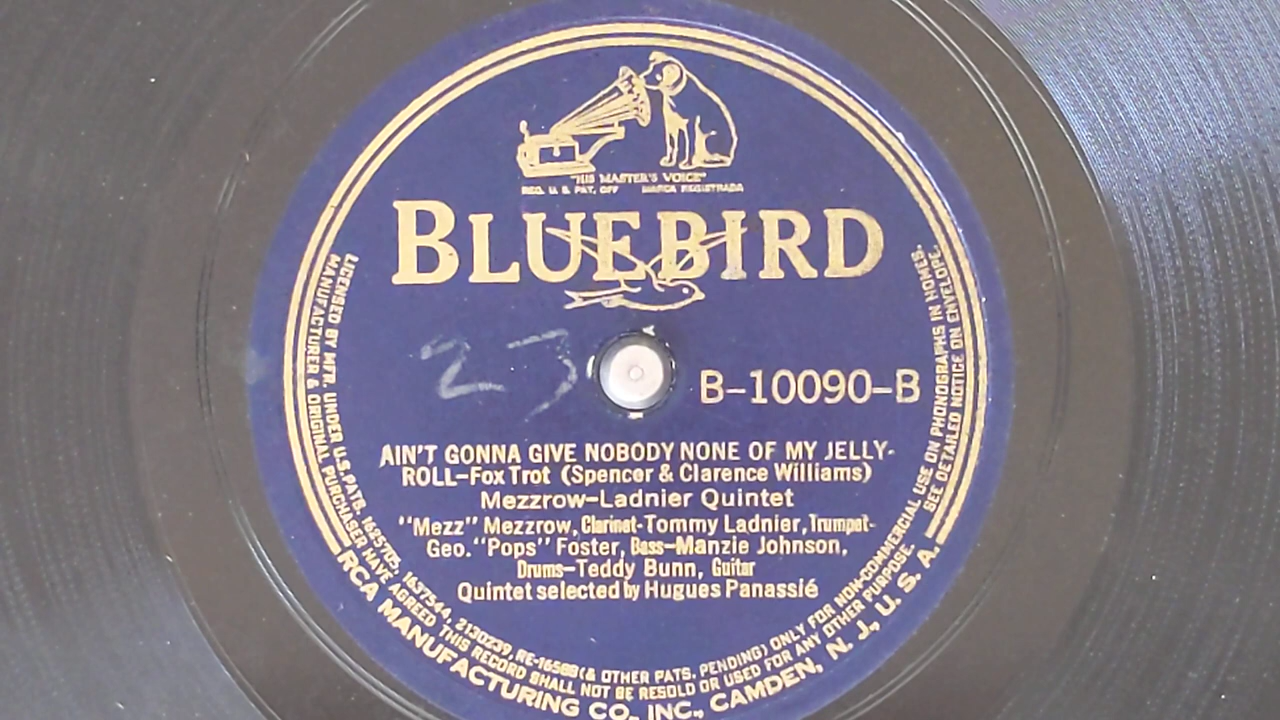 "HIS MASTER'S VOICE"
REG. U. S. PAT. OFF MARCA REGISTRADA
BLUEBIRD
23
B-10090-B
AIN'T GONNA GIVE NOBODY NONE OF MY JELLY-
ROLL—Fox Trot (Spencer & Clarence Williams)
Mezzrow-Ladnier Quintet
"Mezz" Mezzrow, Clarinet-Tommy Ladnier, Trumpet-
Geo. "Pops" Foster, Bass-Manzie Johnson,
Drums-Teddy Bunn, Guitar
Quintet selected by Hugues Panassié
LICENSED BY MFR. UNDER U.S. PATS. 1637544, 2130239, RE-16588 (& OTHER PATS. PENDING) ONLY FOR NON-COMMERCIAL USE ON PHONOGRAPHS IN HOMES.
MANUFACTURER & ORIGINAL PURCHASER HAVE AGREED THIS RECORD SHALL NOT BE RESOLD OR USED FOR ANY OTHER PURPOSE. SEE DETAILED NOTICE ON ENVELOPE.
RCA MANUFACTURING CO., INC., CAMDEN, N. J., U. S. A.